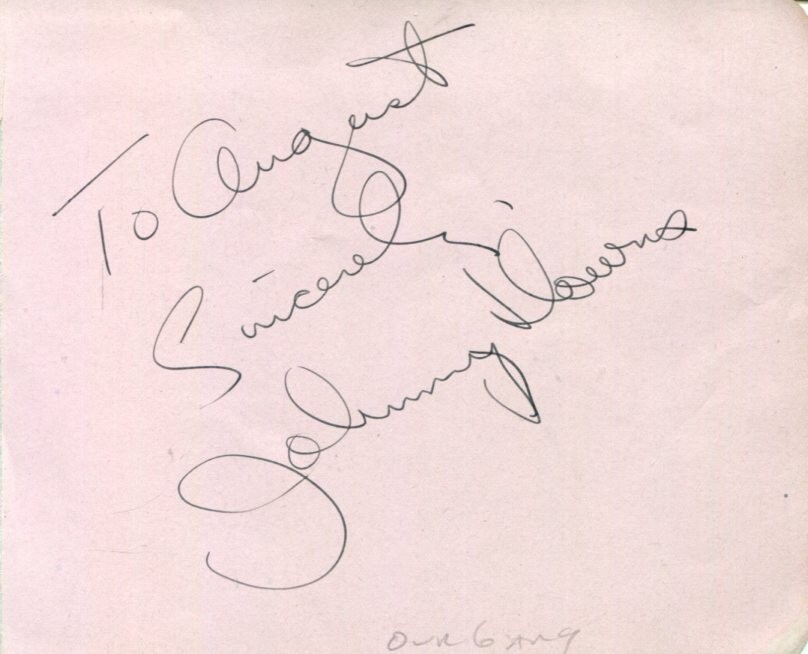 To August
Sincerely
Johnny Downs
Our Gang